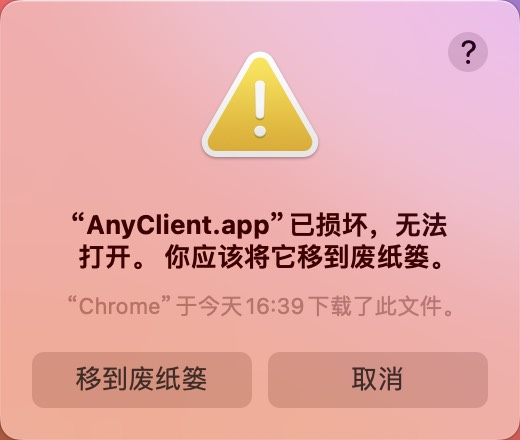 ?
“AnyClient.app”已损坏，无法
打开。 你应该将它移到废纸篓。
“Chrome”于今天16:39下载了此文件。
移到废纸篓
取消